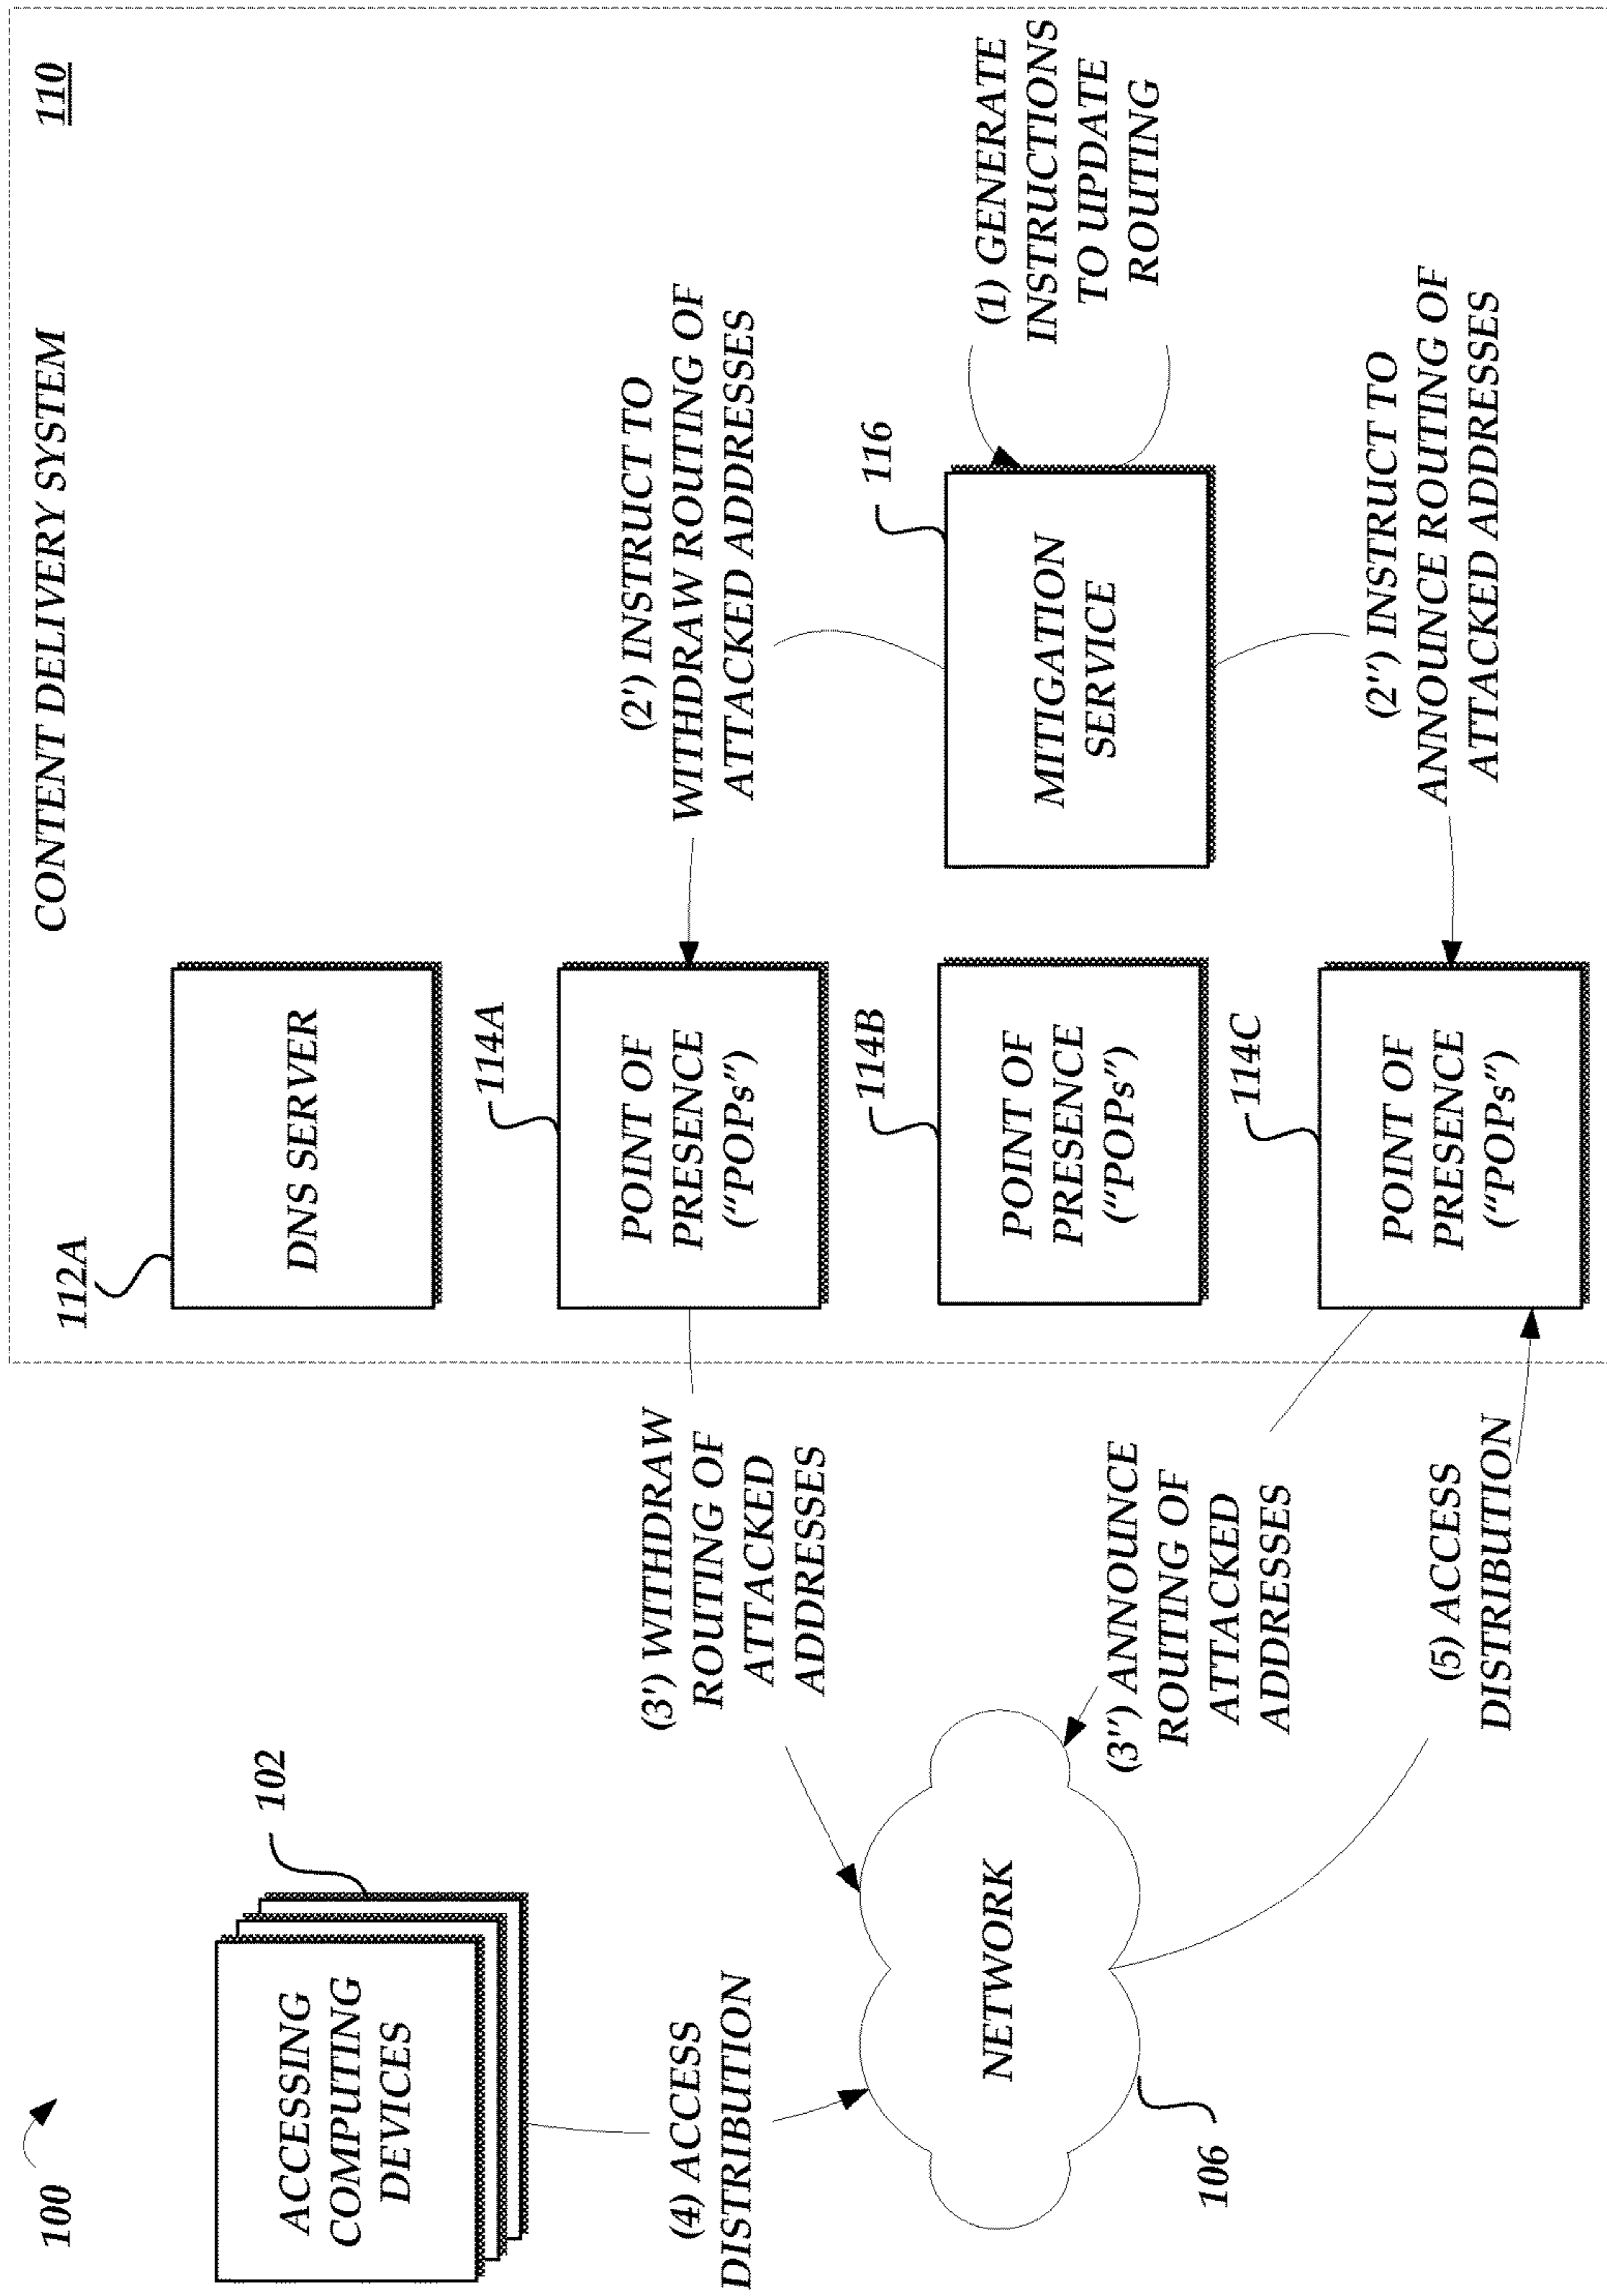 100
CONTENT DELIVERY SYSTEM
110
112A
DNS SERVER
102
ACCESSING
COMPUTING
DEVICES
114A
POINT OF
PRESENCE
("POPs")
(2') INSTRUCT TO
WITHDRAW ROUTING OF
ATTACKED ADDRESSES
(3') WITHDRAW
ROUTING OF
ATTACKED
ADDRESSES
(4) ACCESS
DISTRIBUTION
114B
POINT OF
PRESENCE
("POPs")
116
MITIGATION
SERVICE
(1) GENERATE
INSTRUCTIONS
TO UPDATE
ROUTING
NETWORK
106
(3'') ANNOUNCE
ROUTING OF
ATTACKED
ADDRESSES
114C
POINT OF
PRESENCE
("POPs")
(2'') INSTRUCT TO
ANNOUNCE ROUTING OF
ATTACKED ADDRESSES
(5) ACCESS
DISTRIBUTION